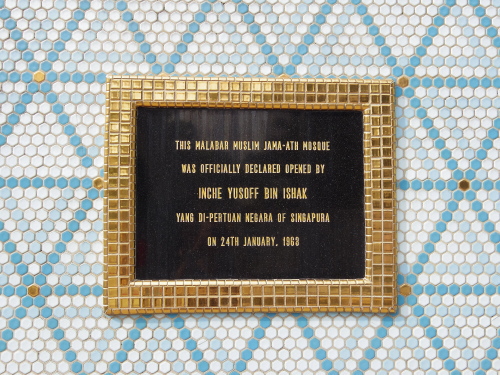 THIS MALABAR MUSLIM JAMA-ATH MOSQUE
WAS OFFICIALLY DECLARED OPENED BY
INCHE YUSOFF BIN ISHAK
YANG DI-PERTUAN NEGARA OF SINGAPURA
ON 24TH JANUARY, 1963